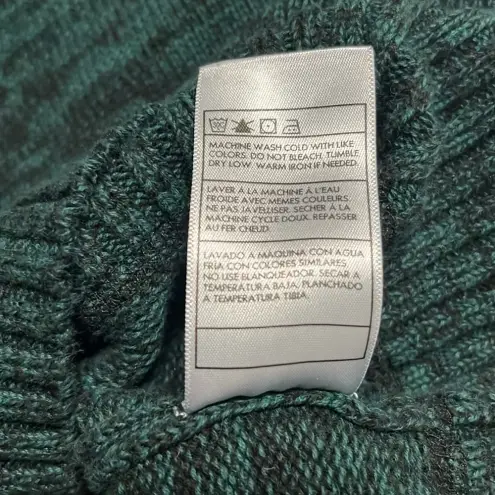 MACHINE WASH COLD WITH LIKE
COLORS. DO NOT BLEACH. TUMBLE
DRY LOW. WARM IRON IF NEEDED.
LAVER À LA MACHINE À L'EAU
FROIDE AVEC MEMES COULEURS.
NE PAS JAVELLISER. SECHER À LA
MACHINE CYCLE DOUX. REPASSER
AU FER CHEUD.
LAVADO A MAQUINA CON AGUA
FRIA CON COLORES SIMILARES.
NO USE BLANQUEADOR. SECAR A
TEMPERATURA BAJA. PLANCHADO
A TEMPERATURA TIBIA.